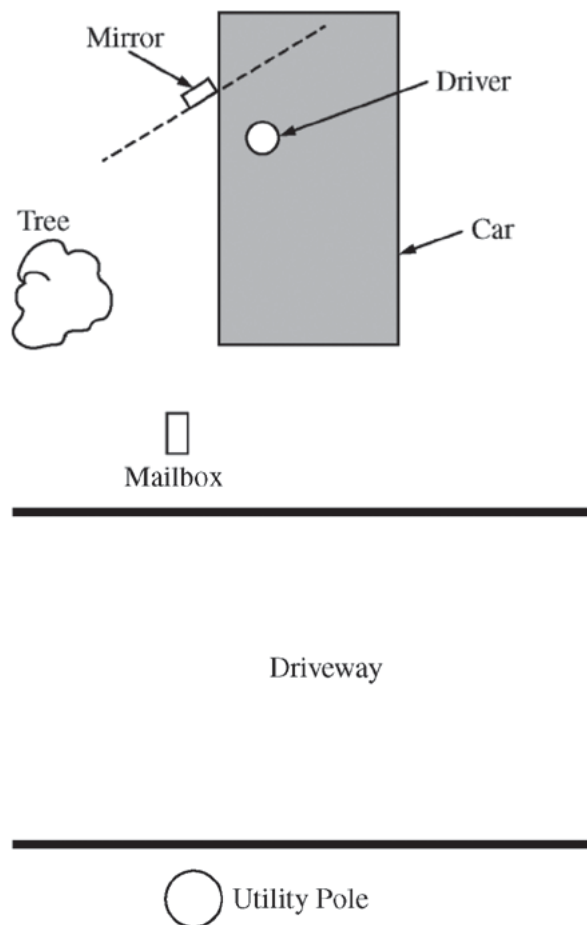 Mirror
Driver
Tree
Car
Mailbox
Driveway
Utility Pole